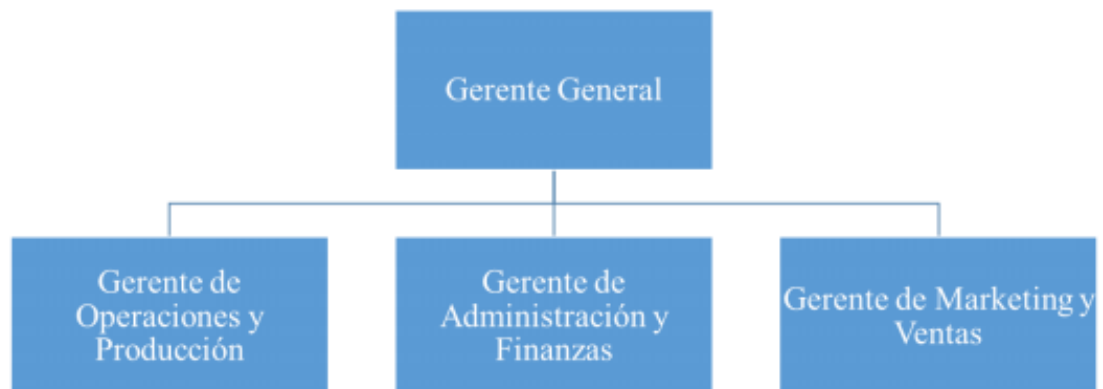 Gerente General
Gerente de
Operaciones y
Producción
Gerente de
Administración y
Finanzas
Gerente de Marketing y
Ventas